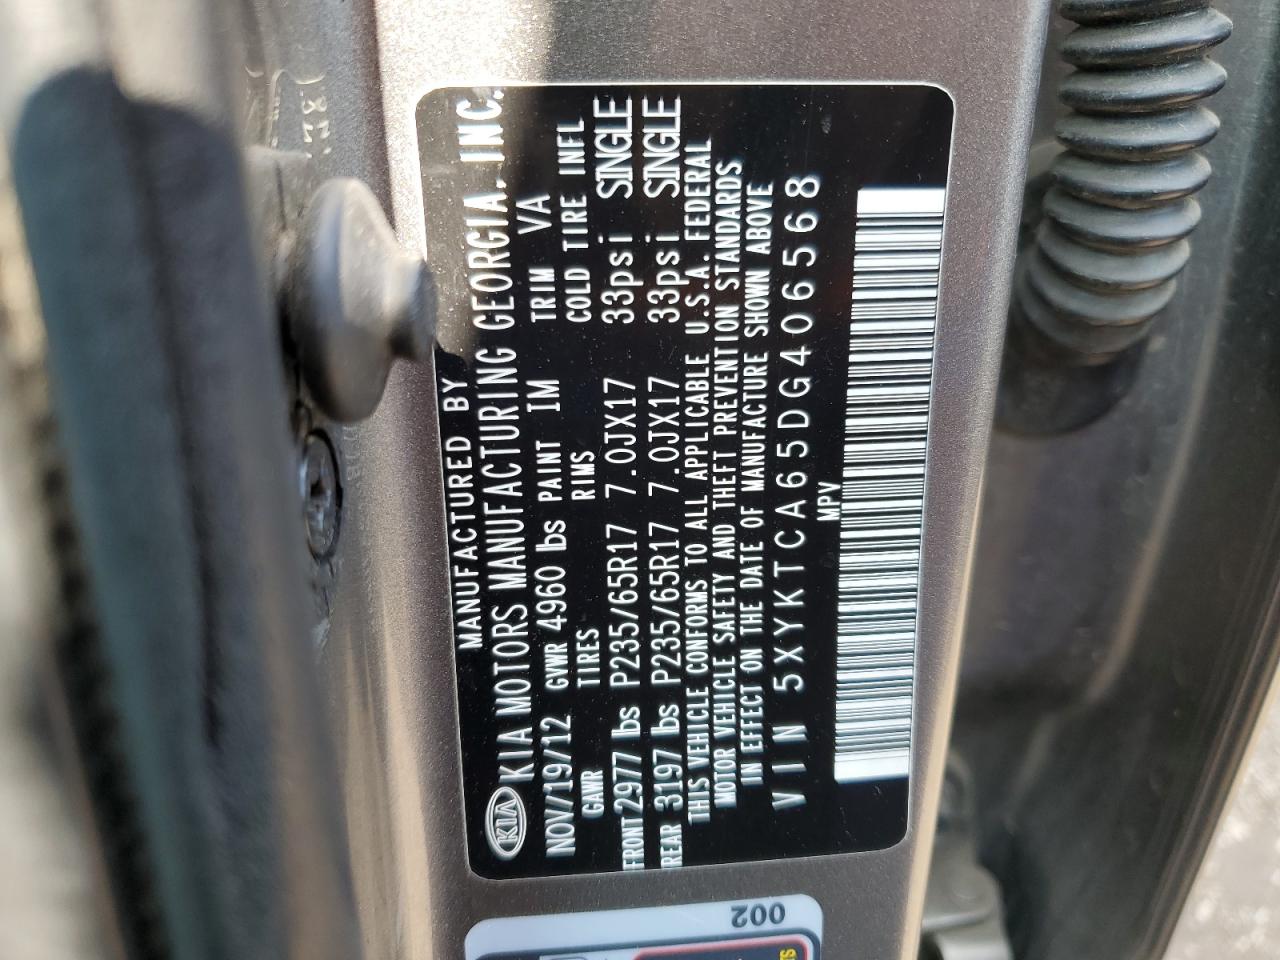 MANUFACTURED BY
KIA KIA MOTORS MANUFACTURING GEORGIA. INC.
NOV/19/12 GVWR 4960 lbs PAINT IM TRIM VA
GAWR TIRES RIMS COLD TIRE INFL
FRONT 2977 lbs P235/65R17 7.0JX17 33psi SINGLE
REAR 3197 lbs P235/65R17 7.0JX17 33psi SINGLE
THIS VEHICLE CONFORMS TO ALL APPLICABLE U.S.A. FEDERAL
MOTOR VEHICLE SAFETY AND THEFT PREVENTION STANDARDS
IN EFFECT ON THE DATE OF MANUFACTURE SHOWN ABOVE
VIN 5XYKTCA65DG406568
MPV
002